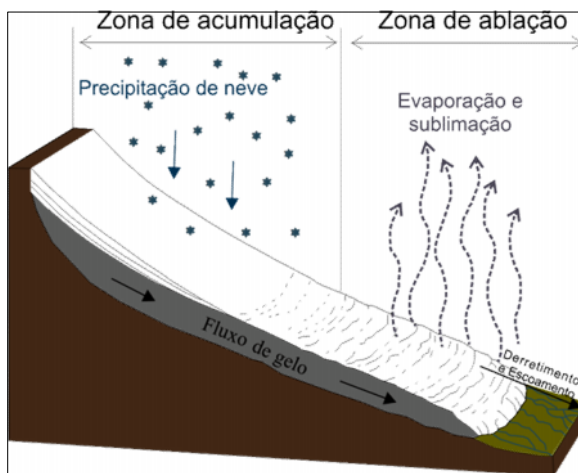 Zona de acumulação
Zona de ablação
Precipitação de neve
Evaporação e
sublimação
Fluxo de gelo
Derretimento
e Escoamento